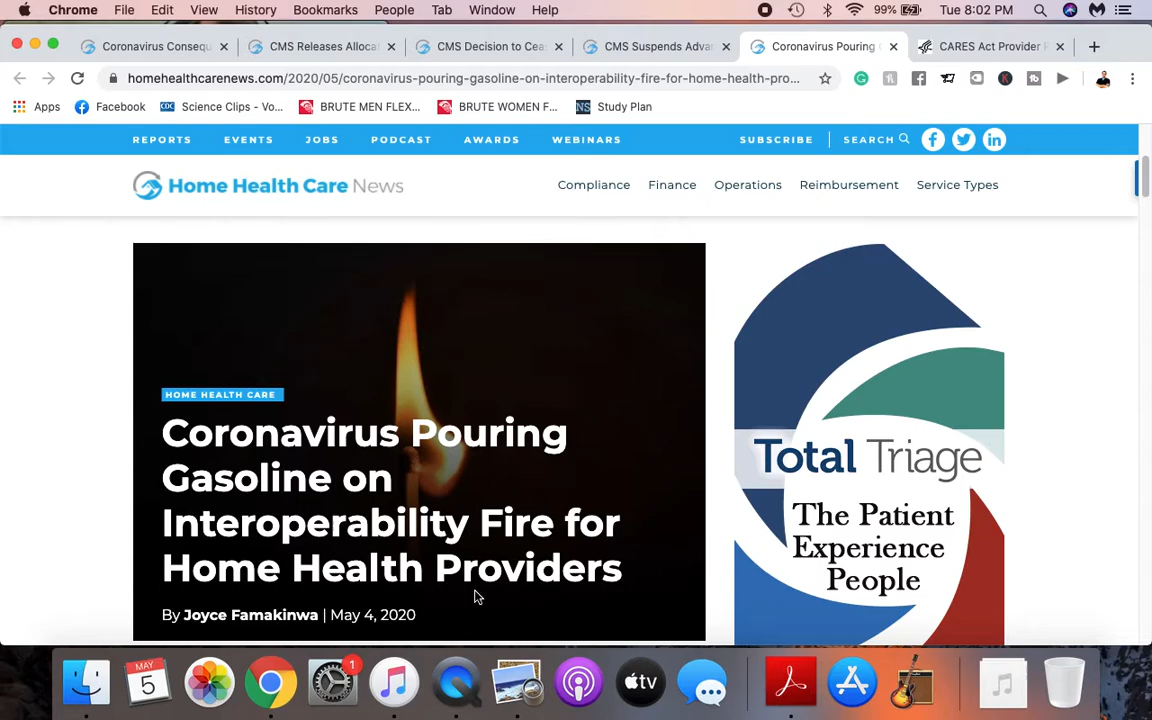 Chrome File Edit View History Bookmarks People Tab Window Help 99% Tue 8:02 PM
Coronavirus Consequ CMS Releases Alloca CMS Decision to Cea CMS Suspends Adva Coronavirus Pouring CARES Act Provider
homehealthcarenews.com/2020/05/coronavirus-pouring-gasoline-on-interoperability-fire-for-home-health-pro...
Apps Facebook CDC Science Clips - Vo... BRUTE MEN FLEX... BRUTE WOMEN F... NS Study Plan
REPORTS EVENTS JOBS PODCAST AWARDS WEBINARS SUBSCRIBE SEARCH
Home Health Care News Compliance Finance Operations Reimbursement Service Types
HOME HEALTH CARE
Coronavirus Pouring
Gasoline on
Interoperability Fire for
Home Health Providers
By Joyce Famakinwa | May 4, 2020
Total Triage
The Patient
Experience
People
MAY
5
1
tv